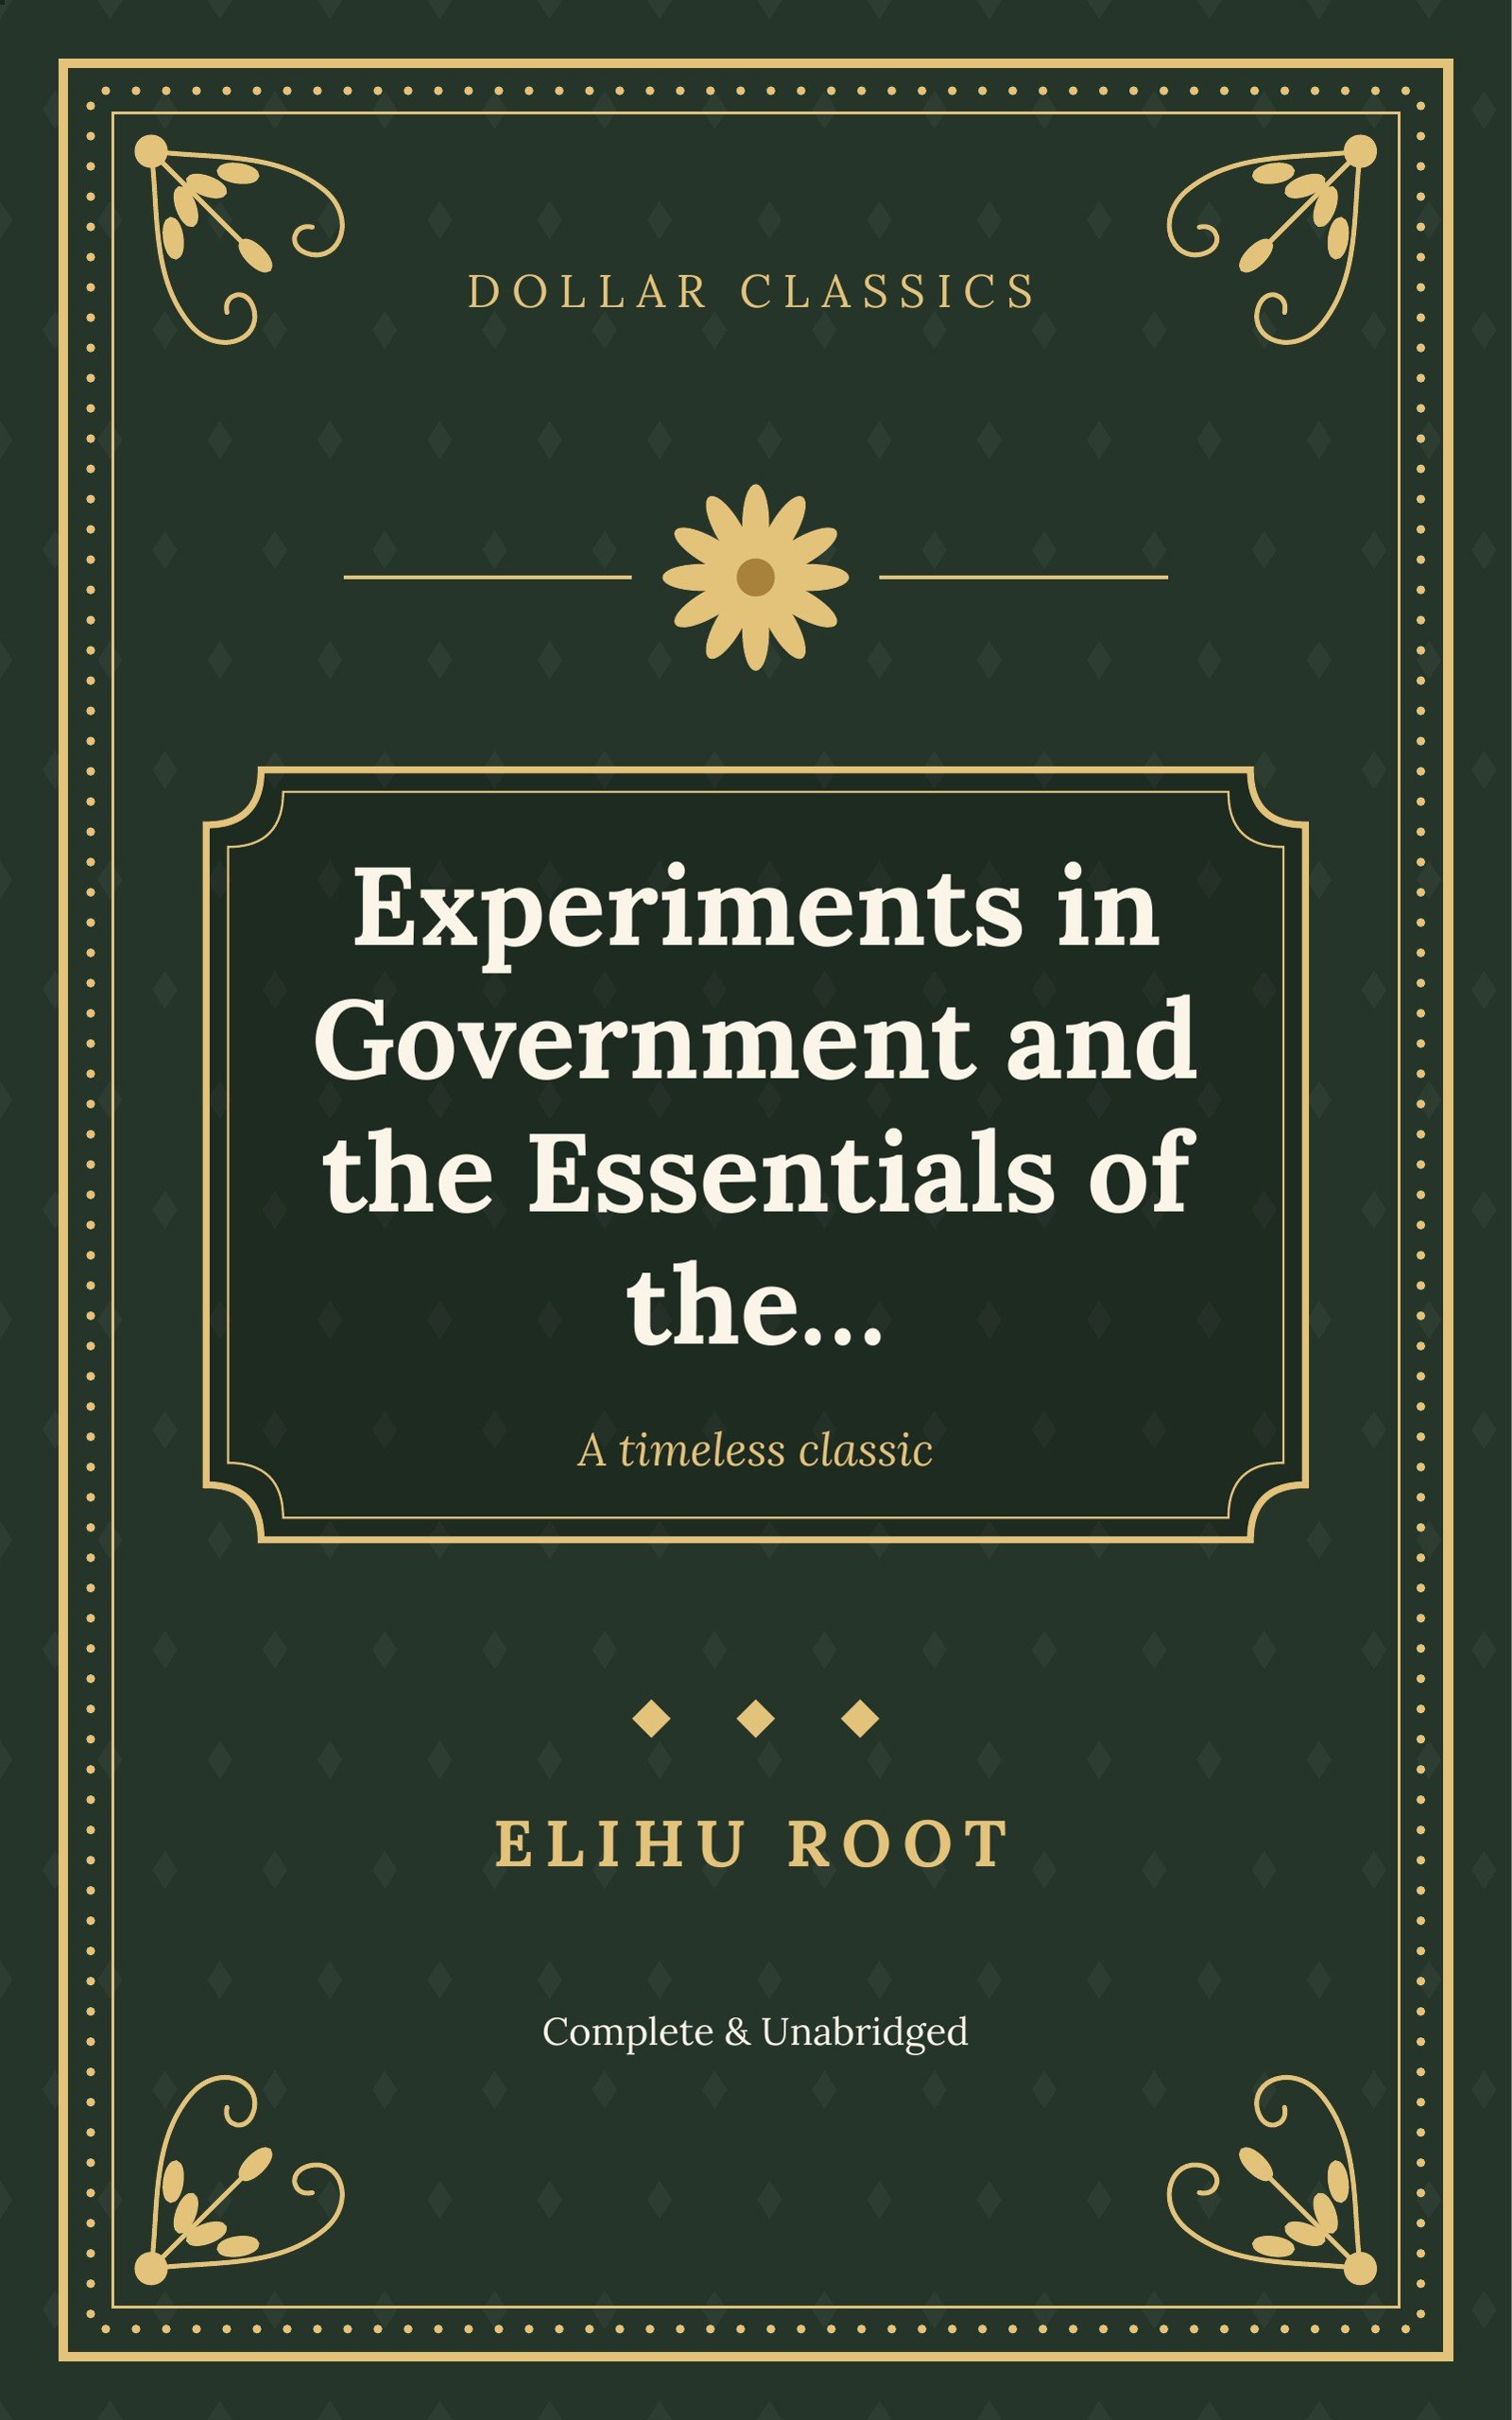 DOLLAR CLASSICS
Experiments in
Government and
the Essentials of
the...
A timeless classic
ELIHU ROOT
Complete & Unabridged